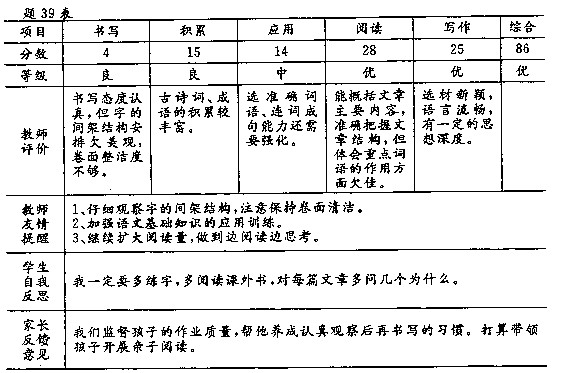 题39表
项目 书写 积累 应用 阅读 写作 综合
分数 4 15 14 28 25 86
等级 良 良 中 优 优 优
教师评价
书写态度认
真，但字的
间架结构安
排欠美观，
卷面整洁度
不够。
古诗词、成
语的积累较
丰富。
选准确词
语、连词成
句能力还需
要强化。
能概括文章
主要内容，
准确把握文
章结构，但
体会重点词
语的作用方
面欠佳。
选材新颖，
语言流畅，
有一定的思
想深度。
教师
友情
提醒
1、仔细观察字的间架结构，注意保持卷面清洁。
2、加强语文基础知识的应用训练。
3、继续扩大阅读量，做到边阅读边思考。
学生
自我
反思
我一定要多练字，多阅读课外书，对每篇文章多问几个为什么。
家长
反馈
意见
我们监督孩子的作业质量，帮他养成认真观察后再书写的习惯。打算带领
孩子开展亲子阅读。